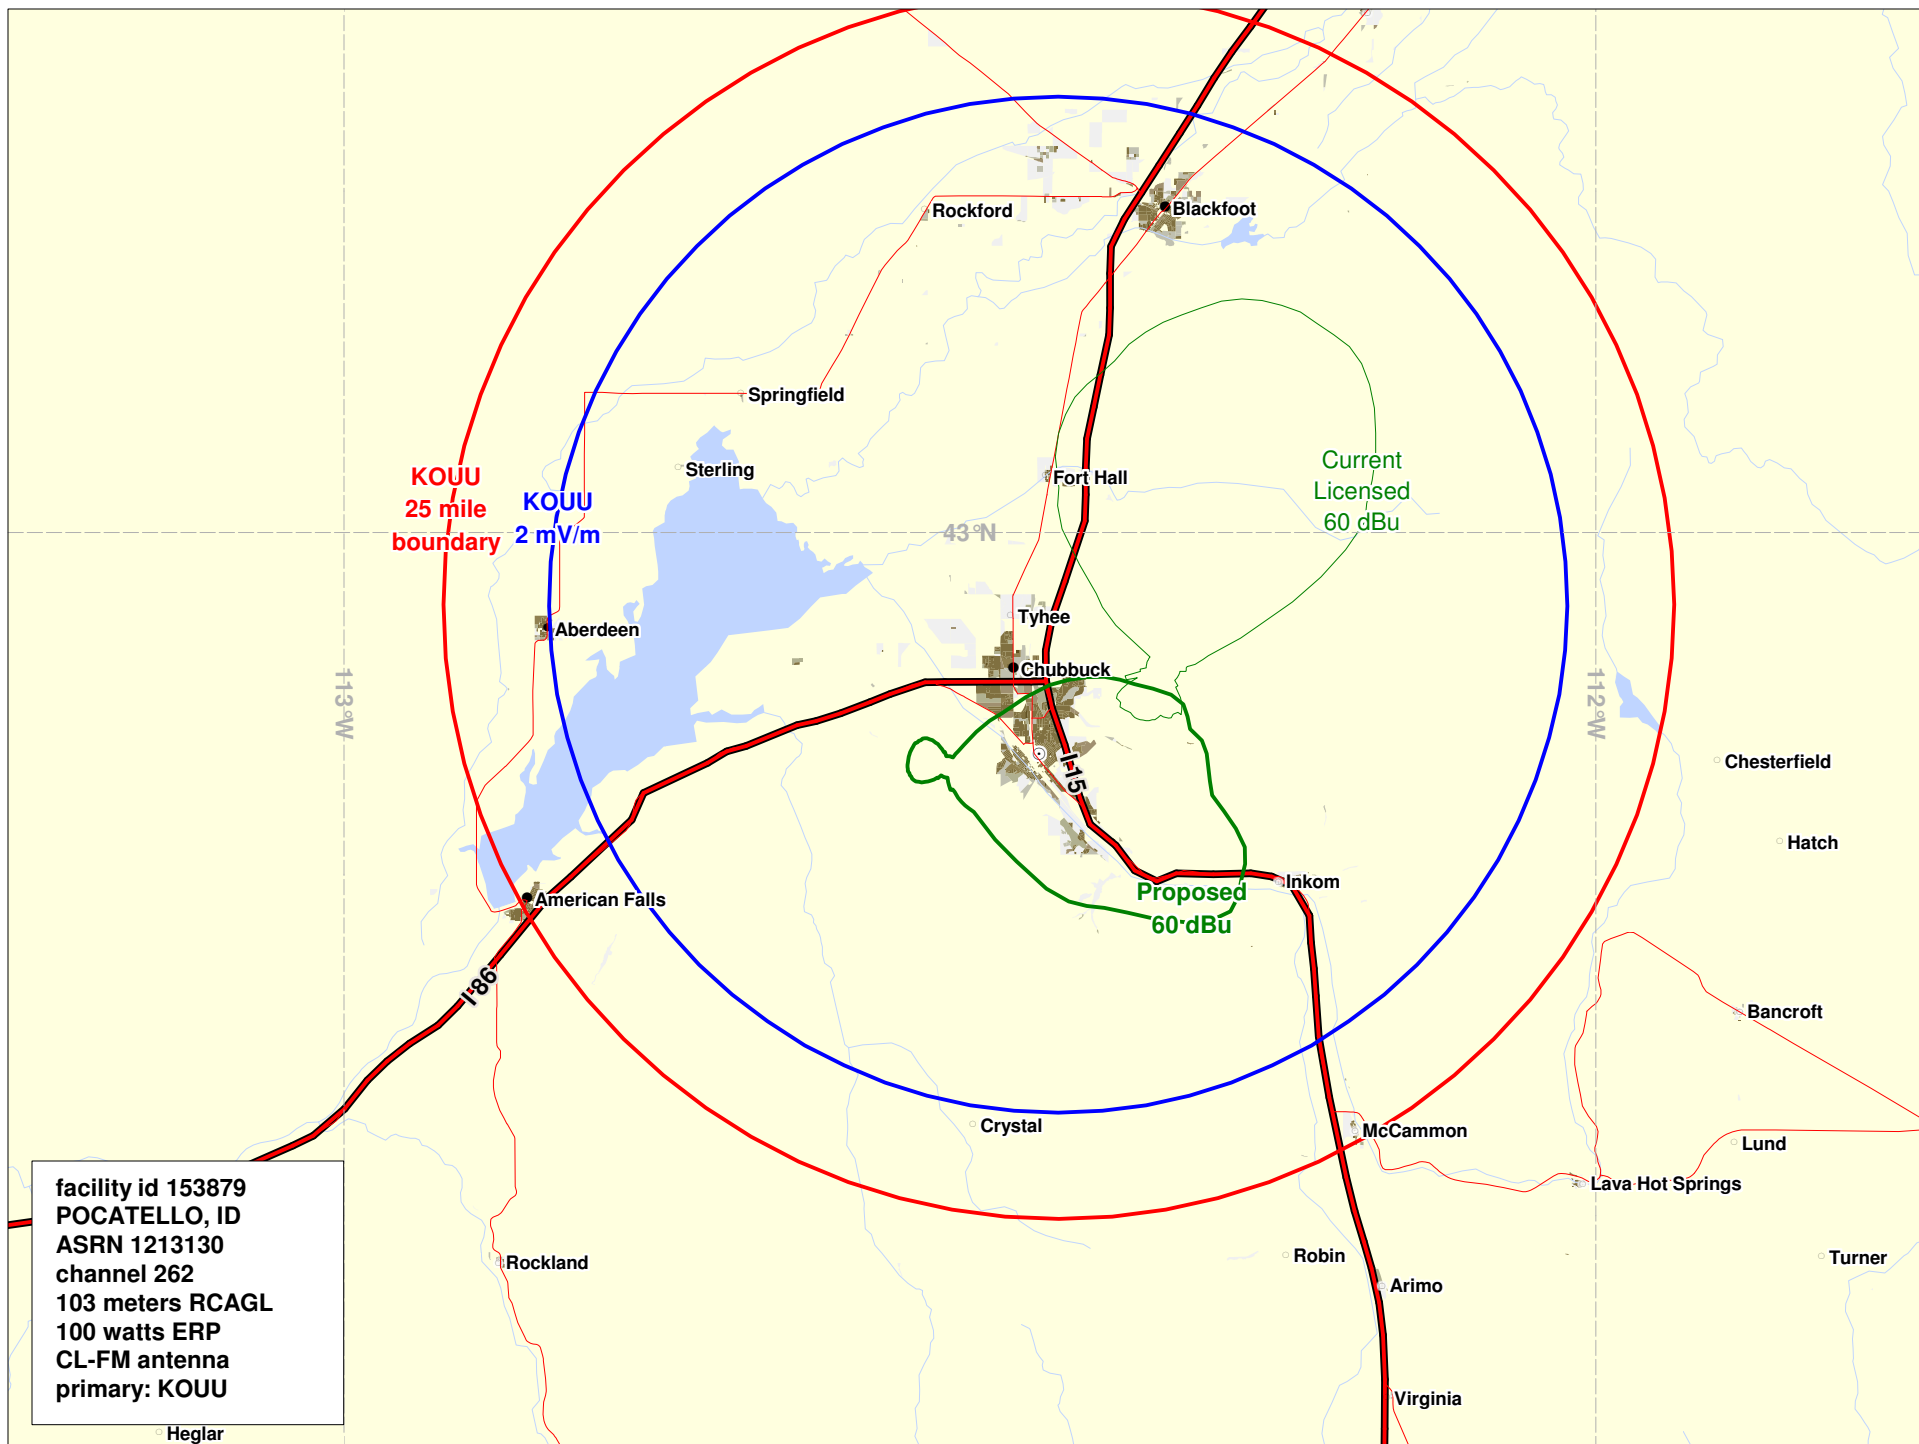 Rockford
Blackfoot
Springfield
Sterling
Fort Hall
KOUU
25 mile
boundary
KOUU
2 mV/m
Current
Licensed
60 dBu
43°N
Tyhee
Aberdeen
Chubbuck
113°W
112°W
I-15
Chesterfield
Hatch
Inkom
Proposed
60 dBu
American Falls
I-86
Bancroft
Crystal
McCammon
Lund
Lava Hot Springs
facility id 153879
POCATELLO, ID
ASRN 1213130
channel 262
103 meters RCAGL
100 watts ERP
CL-FM antenna
primary: KOUU
Rockland
Robin
Turner
Arimo
Virginia
Heglar